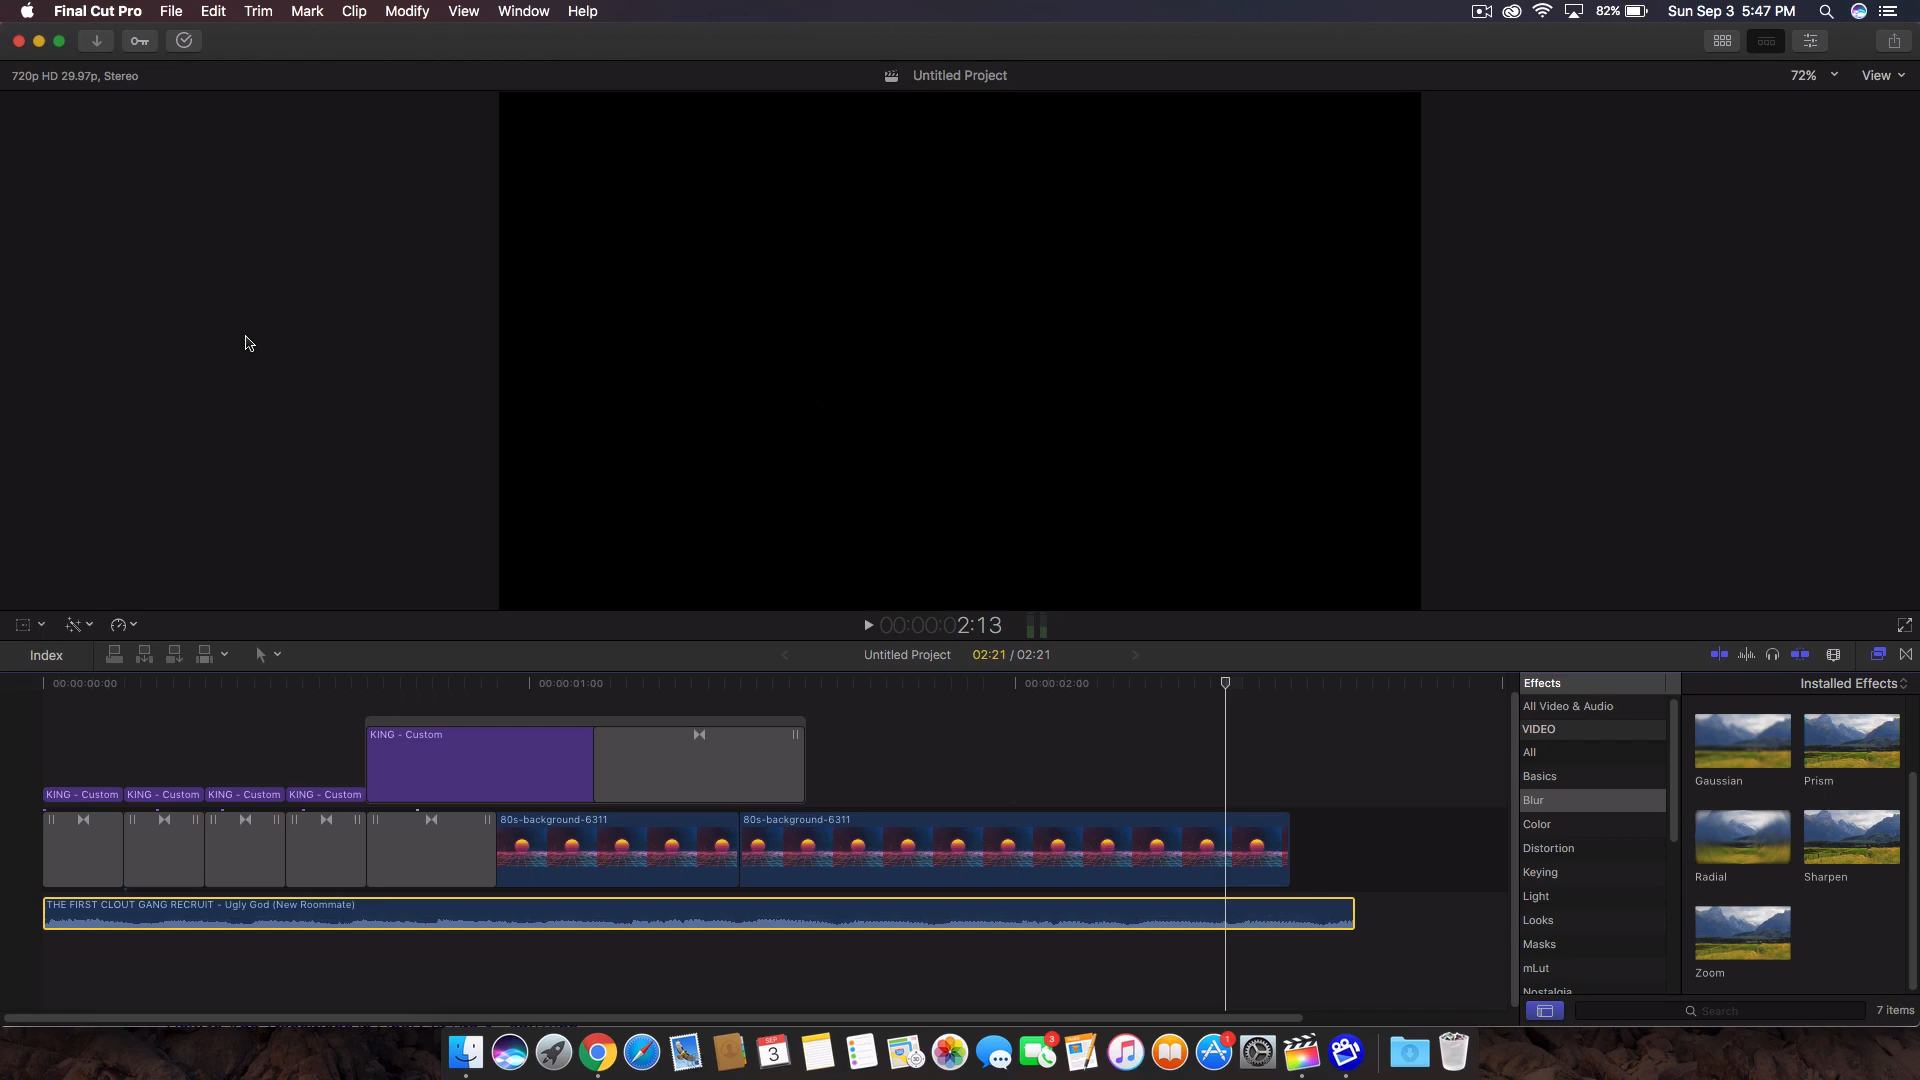 Final Cut Pro File Edit Trim Mark Clip Modify View Window Help 82% Sun Sep 3 5:47 PM
720p HD 29.97p, Stereo Untitled Project 72% View
00:00:02:13
Index Untitled Project 02:21 / 02:21
00:00:00:00 00:00:01:00 00:00:02:00
KING - Custom
KING - Custom KING - Custom KING - Custom KING - Custom
80s-background-6311 80s-background-6311
THE FIRST CLOUT GANG RECRUIT - Ugly God (New Roommate)
Effects
Installed Effects
All Video & Audio
VIDEO
All
Basics
Blur
Color
Distortion
Keying
Light
Looks
Masks
mLut
Nostalgia
Gaussian Prism
Radial Sharpen
Zoom
Search 7 items
SEP
3
30
3
1